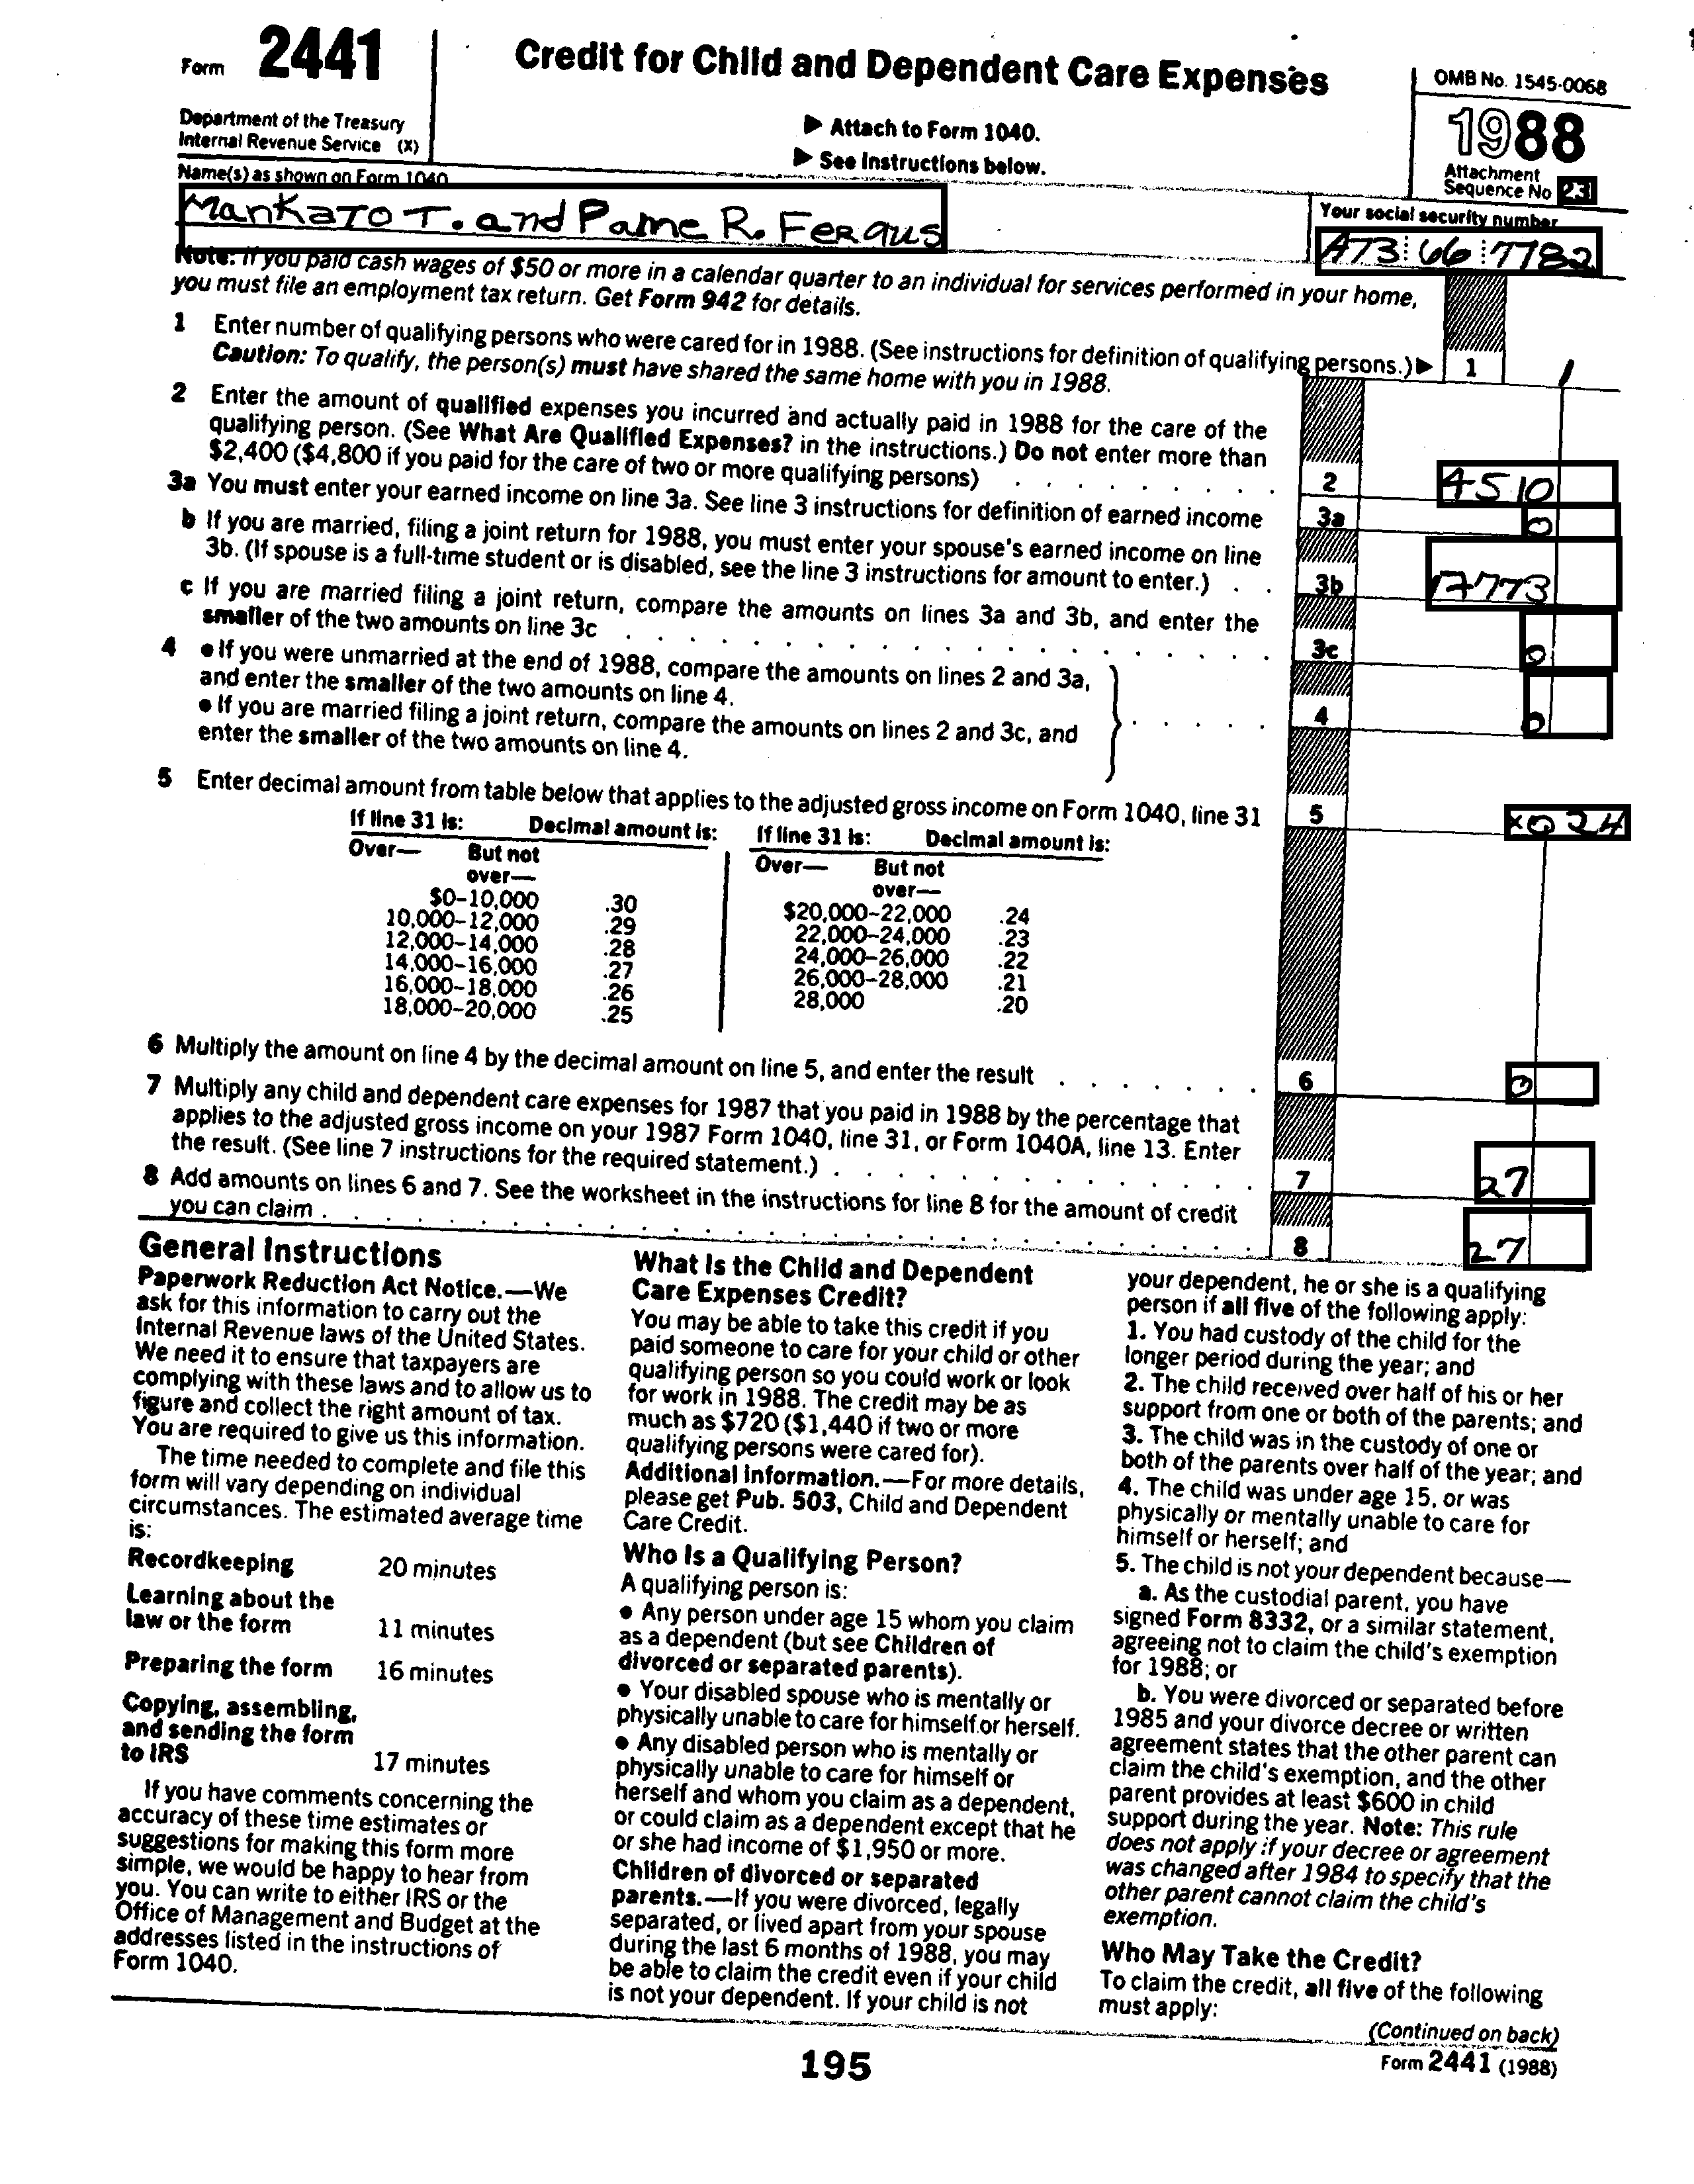 Form 2441
Credit for Child and Dependent Care Expenses
OMB No. 1545-0068
Department of the Treasury
Internal Revenue Service (X)
▶ Attach to Form 1040.
▶ See Instructions below.
1988
Attachment
Sequence No 23
Name(s) as shown on Form 1040
Mankato T. and Pame R. Fergus
Your social security number
A73 66 7782
Note: If you paid cash wages of $50 or more in a calendar quarter to an individual for services performed in your home,
you must file an employment tax return. Get Form 942 for details.
1 Enter number of qualifying persons who were cared for in 1988. (See instructions for definition of qualifying persons.) ▶ 1 1
Caution: To qualify, the person(s) must have shared the same home with you in 1988.
2 Enter the amount of qualified expenses you incurred and actually paid in 1988 for the care of the
qualifying person. (See What Are Qualified Expenses? in the instructions.) Do not enter more than
$2,400 ($4,800 if you paid for the care of two or more qualifying persons) . . . . . . . . 2 4510
3a You must enter your earned income on line 3a. See line 3 instructions for definition of earned income 3a 0
b If you are married, filing a joint return for 1988, you must enter your spouse's earned income on line
3b. (If spouse is a full-time student or is disabled, see the line 3 instructions for amount to enter.) . . 3b 17773
c If you are married filing a joint return, compare the amounts on lines 3a and 3b, and enter the
smaller of the two amounts on line 3c . . . . . . . . . . . . . . . . 3c 0
4 ● If you were unmarried at the end of 1988, compare the amounts on lines 2 and 3a,
and enter the smaller of the two amounts on line 4.
● If you are married filing a joint return, compare the amounts on lines 2 and 3c, and
enter the smaller of the two amounts on line 4.
. . . . . 4 0
5 Enter decimal amount from table below that applies to the adjusted gross income on Form 1040, line 31 5 x0 24
If line 31 is: Decimal amount is: If line 31 is: Decimal amount is:
Over— But not over— Over— But not over—
$0–10,000 .30 $20,000–22,000 .24
10,000–12,000 .29 22,000–24,000 .23
12,000–14,000 .28 24,000–26,000 .22
14,000–16,000 .27 26,000–28,000 .21
16,000–18,000 .26 28,000 .20
18,000–20,000 .25
6 Multiply the amount on line 4 by the decimal amount on line 5, and enter the result . . . . . . . 6 0
7 Multiply any child and dependent care expenses for 1987 that you paid in 1988 by the percentage that
applies to the adjusted gross income on your 1987 Form 1040, line 31, or Form 1040A, line 13. Enter
the result. (See line 7 instructions for the required statement.) . . . . . . . . . . . . . . 7 27
8 Add amounts on lines 6 and 7. See the worksheet in the instructions for line 8 for the amount of credit
you can claim . . . . . . . . . . . . . . . . . . . . . . . . . . . . . . 8 27
General Instructions
Paperwork Reduction Act Notice.—We
ask for this information to carry out the
Internal Revenue laws of the United States.
We need it to ensure that taxpayers are
complying with these laws and to allow us to
figure and collect the right amount of tax.
You are required to give us this information.
The time needed to complete and file this
form will vary depending on individual
circumstances. The estimated average time
is:
Recordkeeping 20 minutes
Learning about the
law or the form 11 minutes
Preparing the form 16 minutes
Copying, assembling,
and sending the form
to IRS 17 minutes
If you have comments concerning the
accuracy of these time estimates or
suggestions for making this form more
simple, we would be happy to hear from
you. You can write to either IRS or the
Office of Management and Budget at the
addresses listed in the instructions of
Form 1040.
What Is the Child and Dependent
Care Expenses Credit?
You may be able to take this credit if you
paid someone to care for your child or other
qualifying person so you could work or look
for work in 1988. The credit may be as
much as $720 ($1,440 if two or more
qualifying persons were cared for).
Additional Information.—For more details,
please get Pub. 503, Child and Dependent
Care Credit.
Who Is a Qualifying Person?
A qualifying person is:
● Any person under age 15 whom you claim
as a dependent (but see Children of
divorced or separated parents).
● Your disabled spouse who is mentally or
physically unable to care for himself or herself.
● Any disabled person who is mentally or
physically unable to care for himself or
herself and whom you claim as a dependent,
or could claim as a dependent except that he
or she had income of $1,950 or more.
Children of divorced or separated
parents.—If you were divorced, legally
separated, or lived apart from your spouse
during the last 6 months of 1988, you may
be able to claim the credit even if your child
is not your dependent. If your child is not
your dependent, he or she is a qualifying
person if all five of the following apply:
1. You had custody of the child for the
longer period during the year; and
2. The child received over half of his or her
support from one or both of the parents; and
3. The child was in the custody of one or
both of the parents over half of the year; and
4. The child was under age 15, or was
physically or mentally unable to care for
himself or herself; and
5. The child is not your dependent because—
a. As the custodial parent, you have
signed Form 8332, or a similar statement,
agreeing not to claim the child's exemption
for 1988; or
b. You were divorced or separated before
1985 and your divorce decree or written
agreement states that the other parent can
claim the child's exemption, and the other
parent provides at least $600 in child
support during the year. Note: This rule
does not apply if your decree or agreement
was changed after 1984 to specify that the
other parent cannot claim the child's
exemption.
Who May Take the Credit?
To claim the credit, all five of the following
must apply:
(Continued on back)
195
Form 2441 (1988)